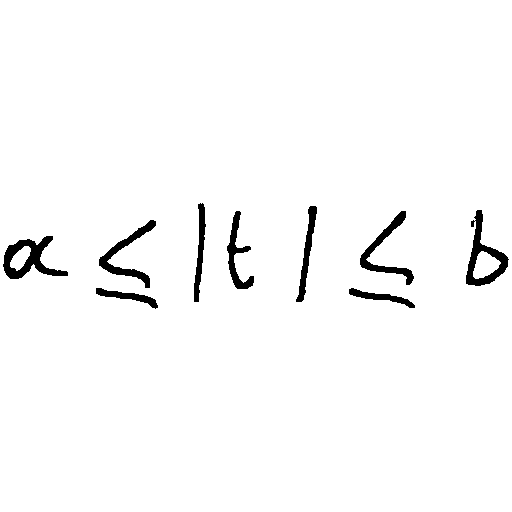 a ≤ |t| ≤ b